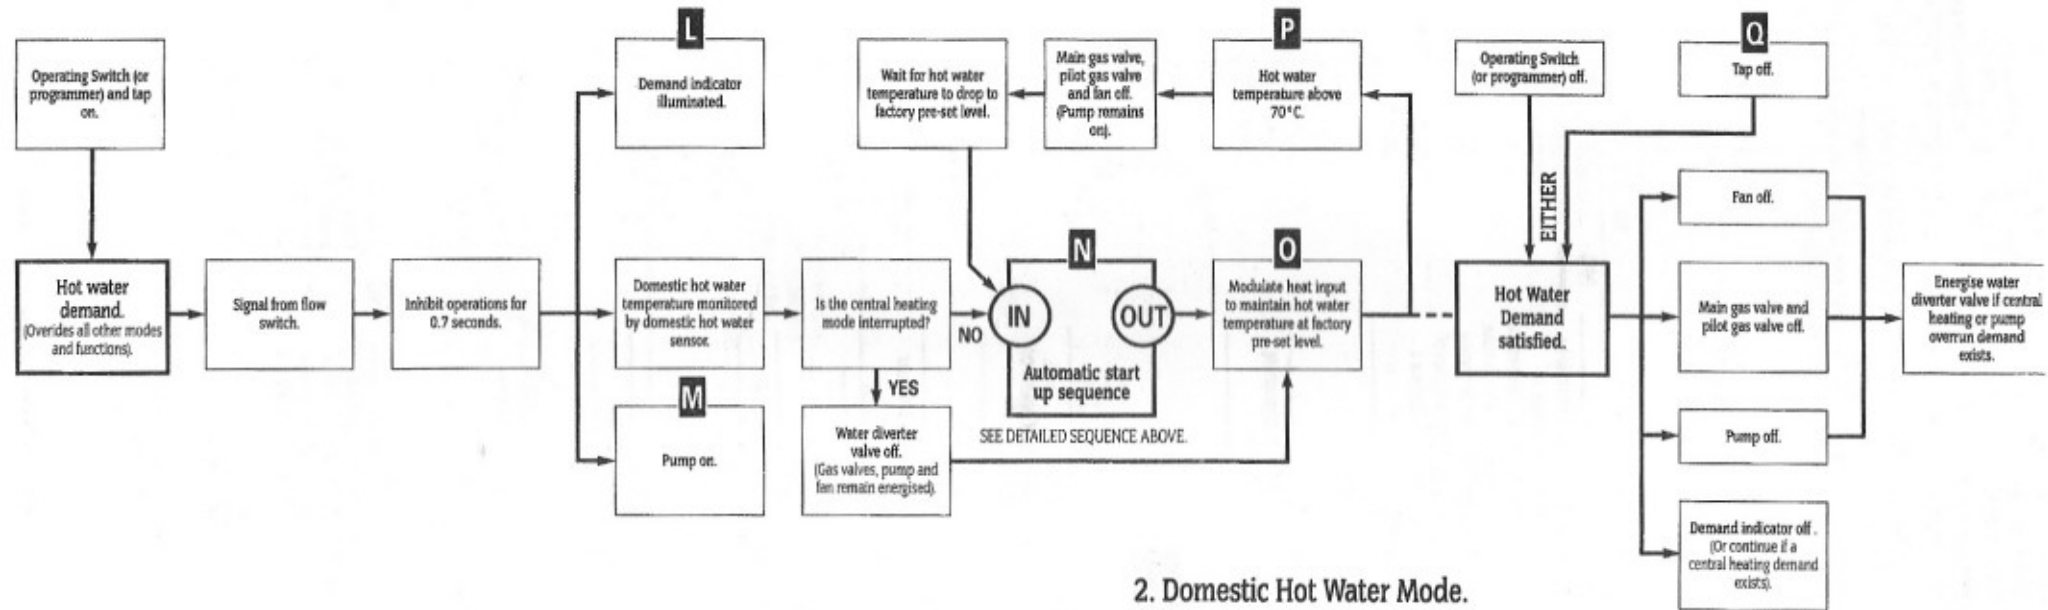 Operating Switch (or
programmer) and tap
on.
Hot water
demand.
(Overides all other modes
and functions).
Signal from flow
switch.
Inhibit operations for
0.7 seconds.
L
Demand indicator
illuminated.
Domestic hot water
temperature monitored
by domestic hot water
sensor.
M
Pump on.
Is the central heating
mode interrupted?
NO
YES
Water diverter
valve off.
(Gas valves, pump and
fan remain energised).
Wait for hot water
temperature to drop to
factory pre-set level.
Main gas valve,
pilot gas valve
and fan off.
(Pump remains
on).
P
Hot water
temperature above
70°C.
N
IN
OUT
Automatic start
up sequence
SEE DETAILED SEQUENCE ABOVE.
O
Modulate heat input
to maintain hot water
temperature at factory
pre-set level.
Operating Switch
(or programmer) off.
Q
Tap off.
EITHER
Hot Water
Demand
satisfied.
Fan off.
Main gas valve and
pilot gas valve off.
Pump off.
Demand indicator off .
(Or continue if a
central heating demand
exists).
Energise water
diverter valve if central
heating or pump
overrun demand
exists.
2. Domestic Hot Water Mode.